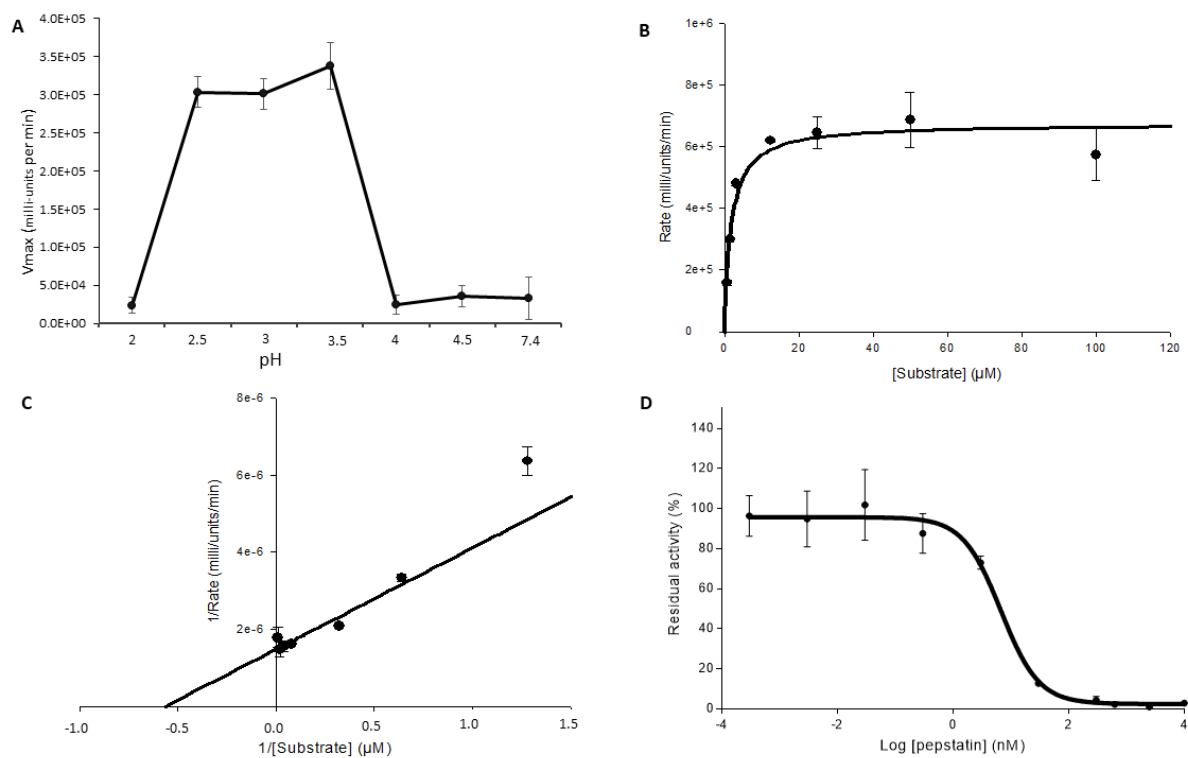 A
4.0E+05
3.5E+05
3.0E+05
2.5E+05
2.0E+05
1.5E+05
1.0E+05
5.0E+04
0.0E+00
Vmax (milli-units per min)
2 2.5 3 3.5 4 4.5 7.4
pH
B
1e+6
8e+5
6e+5
4e+5
2e+5
0
Rate (milli/units/min)
0 20 40 60 80 100 120
[Substrate] (µM)
C
8e-6
6e-6
4e-6
2e-6
1/Rate (milli/units/min)
-1.0 -0.5 0.0 0.5 1.0 1.5
1/[Substrate] (µM)
D
140
120
100
80
60
40
20
0
Residual activity (%)
-4 -2 0 2 4
Log [pepstatin] (nM)